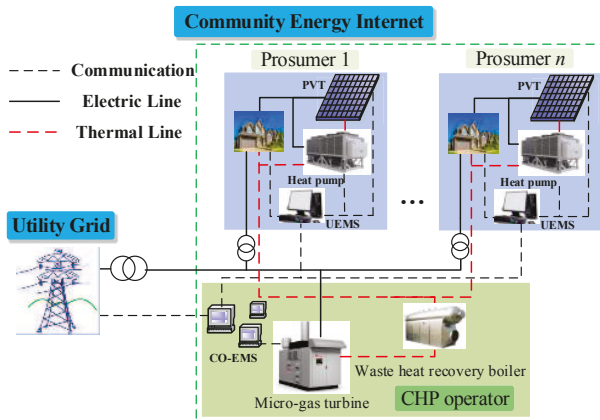 Community Energy Internet
Communication
Electric Line
Thermal Line
Prosumer 1
PVT
Heat pump
UEMS
...
Prosumer n
PVT
Heat pump
UEMS
Utility Grid
CO-EMS
Micro-gas turbine
Waste heat recovery boiler
CHP operator